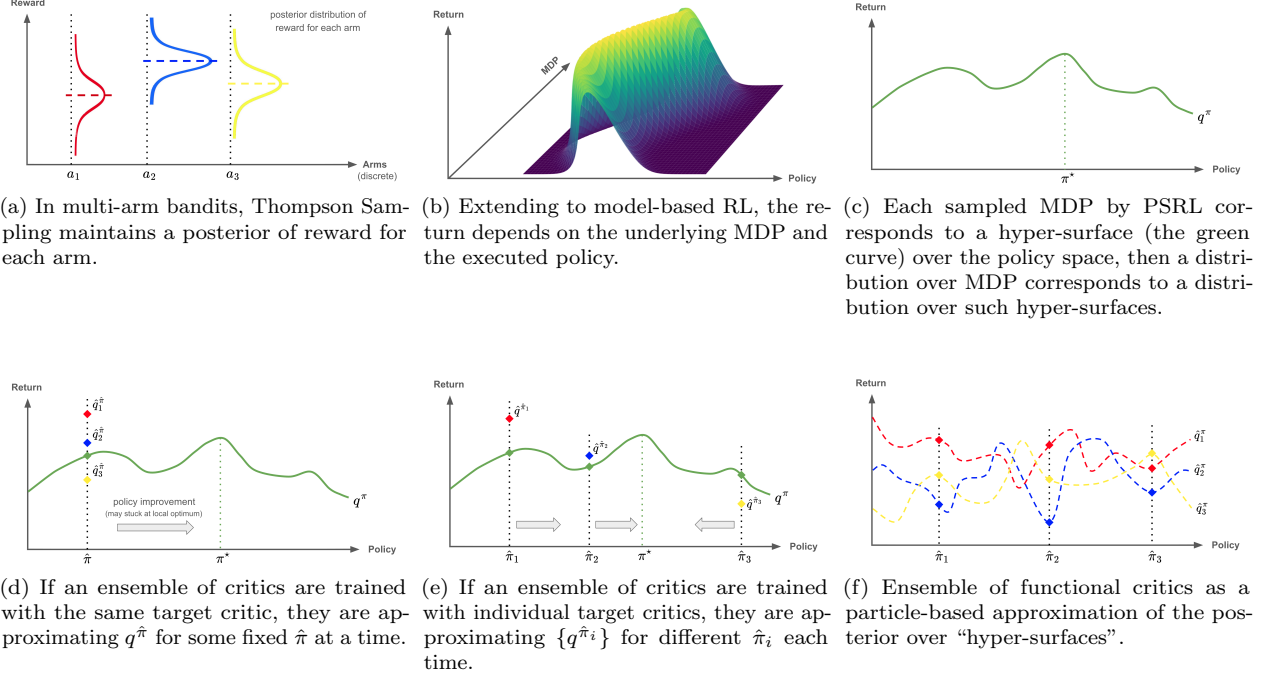 Reward
posterior distribution of
reward for each arm
Arms
(discrete)
a₁ a₂ a₃
(a) In multi-arm bandits, Thompson Sam-
pling maintains a posterior of reward for
each arm.
Return
MDP
Policy
(b) Extending to model-based RL, the re-
turn depends on the underlying MDP and
the executed policy.
Return
q^π
Policy
π*
(c) Each sampled MDP by PSRL cor-
responds to a hyper-surface (the green
curve) over the policy space, then a distri-
bution over MDP corresponds to a distri-
bution over such hyper-surfaces.
Return
q̂₁^π̂
q̂₂^π̂
q̂₃^π̂
policy improvement
(may stuck at local optimum)
q^π
Policy
π̂ π*
(d) If an ensemble of critics are trained
with the same target critic, they are ap-
proximating q^π̂ for some fixed π̂ at a time.
Return
q̂^π̂₁
q̂^π̂₂
q̂^π̂₃
q^π
Policy
π̂₁ π̂₂ π* π̂₃
(e) If an ensemble of critics are trained
with individual target critics, they are ap-
proximating {q^π̂ᵢ} for different π̂ᵢ each
time.
Return
q̂₁^π
q̂₂^π
q̂₃^π
Policy
π̂₁ π̂₂ π̂₃
(f) Ensemble of functional critics as a
particle-based approximation of the pos-
terior over “hyper-surfaces”.